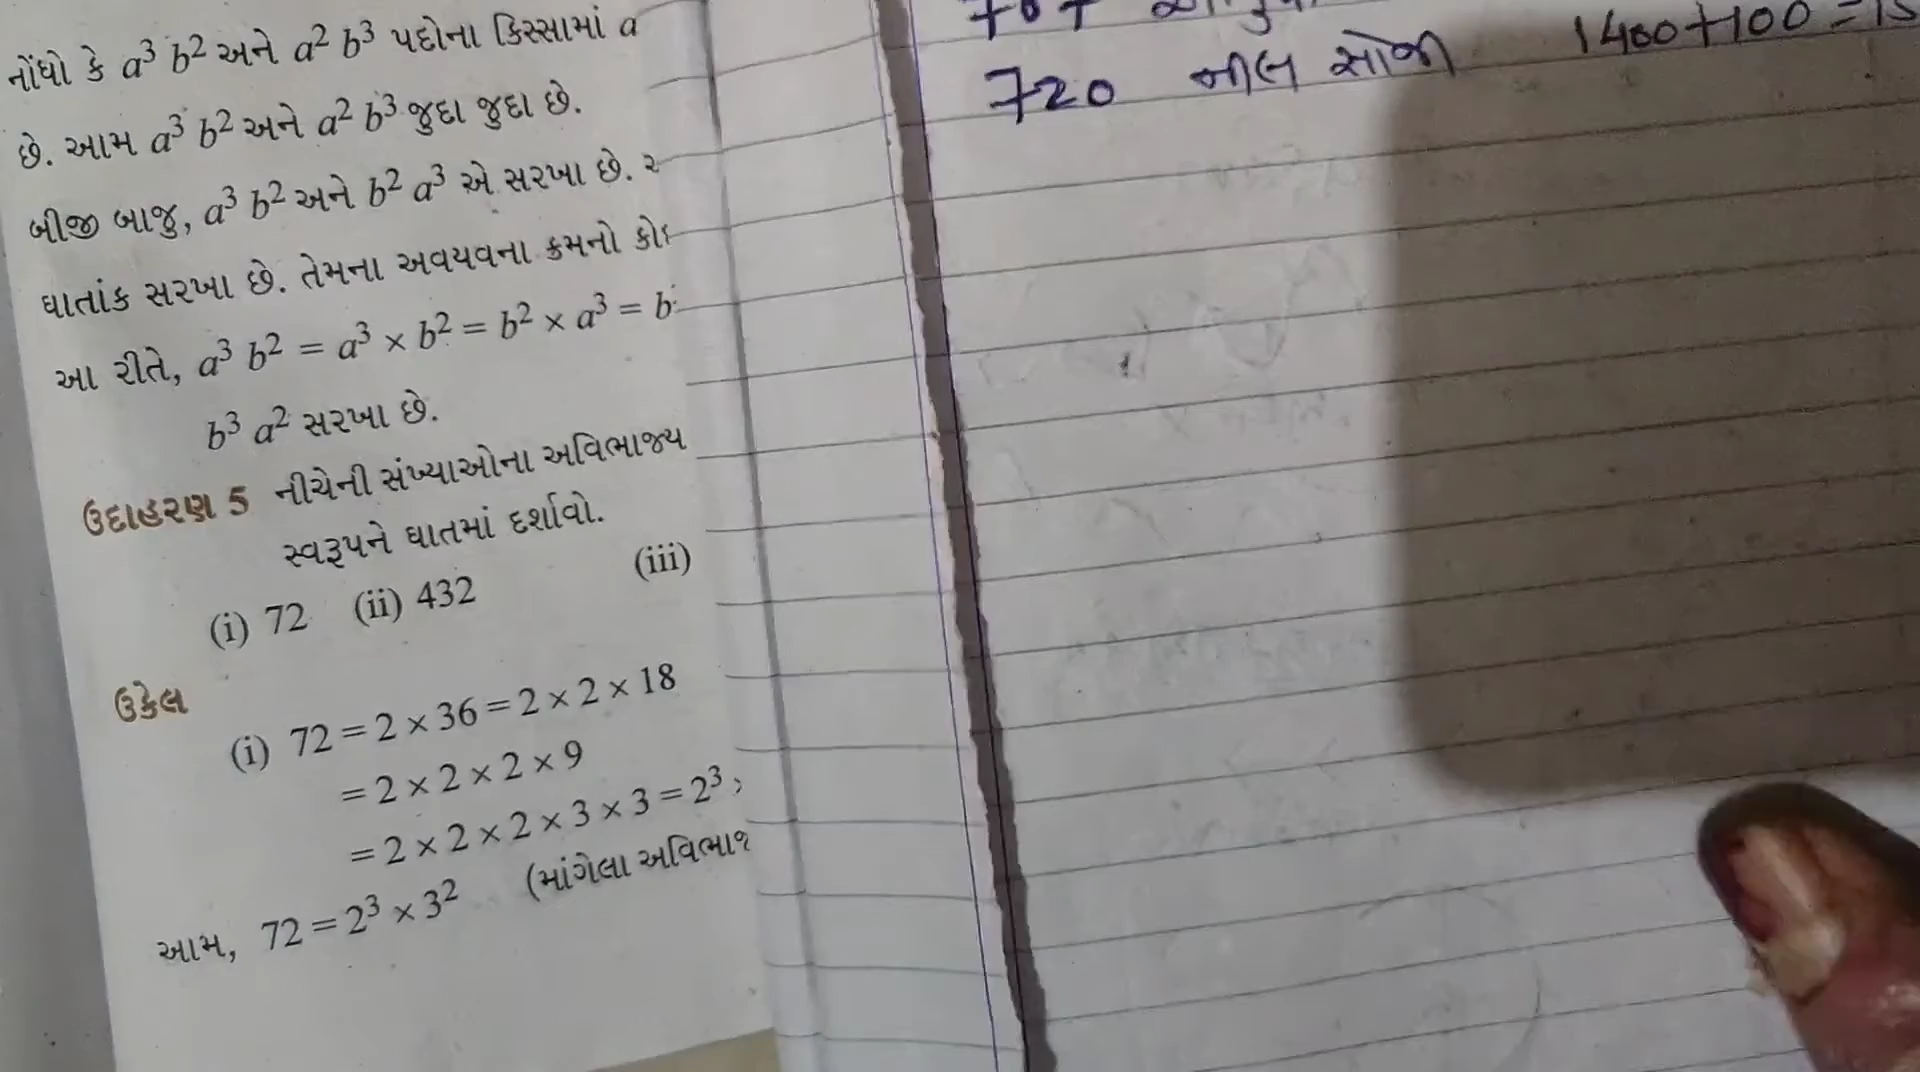 નોંધો કે a³ b² અને a² b³ પદોના કિસ્સામાં a
છે. આમ a³ b² અને a² b³ જુદા જુદા છે.
બીજી બાજુ, a³ b² અને b² a³ એ સરખા છે.
ઘાતાંક સરખા છે. તેમના અવયવના ક્રમનો
આ રીતે, a³ b² = a³ × b² = b² × a³ = b
b³ a² સરખા છે.
ઉદાહરણ 5 નીચેની સંખ્યાઓના અવિભાજ્ય
સ્વરૂપને ઘાતમાં દર્શાવો.
(i) 72 (ii) 432 (iii)
ઉકેલ
(i) 72 = 2 × 36 = 2 × 2 × 18
= 2 × 2 × 2 × 9
= 2 × 2 × 2 × 3 × 3 = 2³
આમ, 72 = 2³ × 3² (માંગેલા
720 નીલ સોજી 1400+100 =